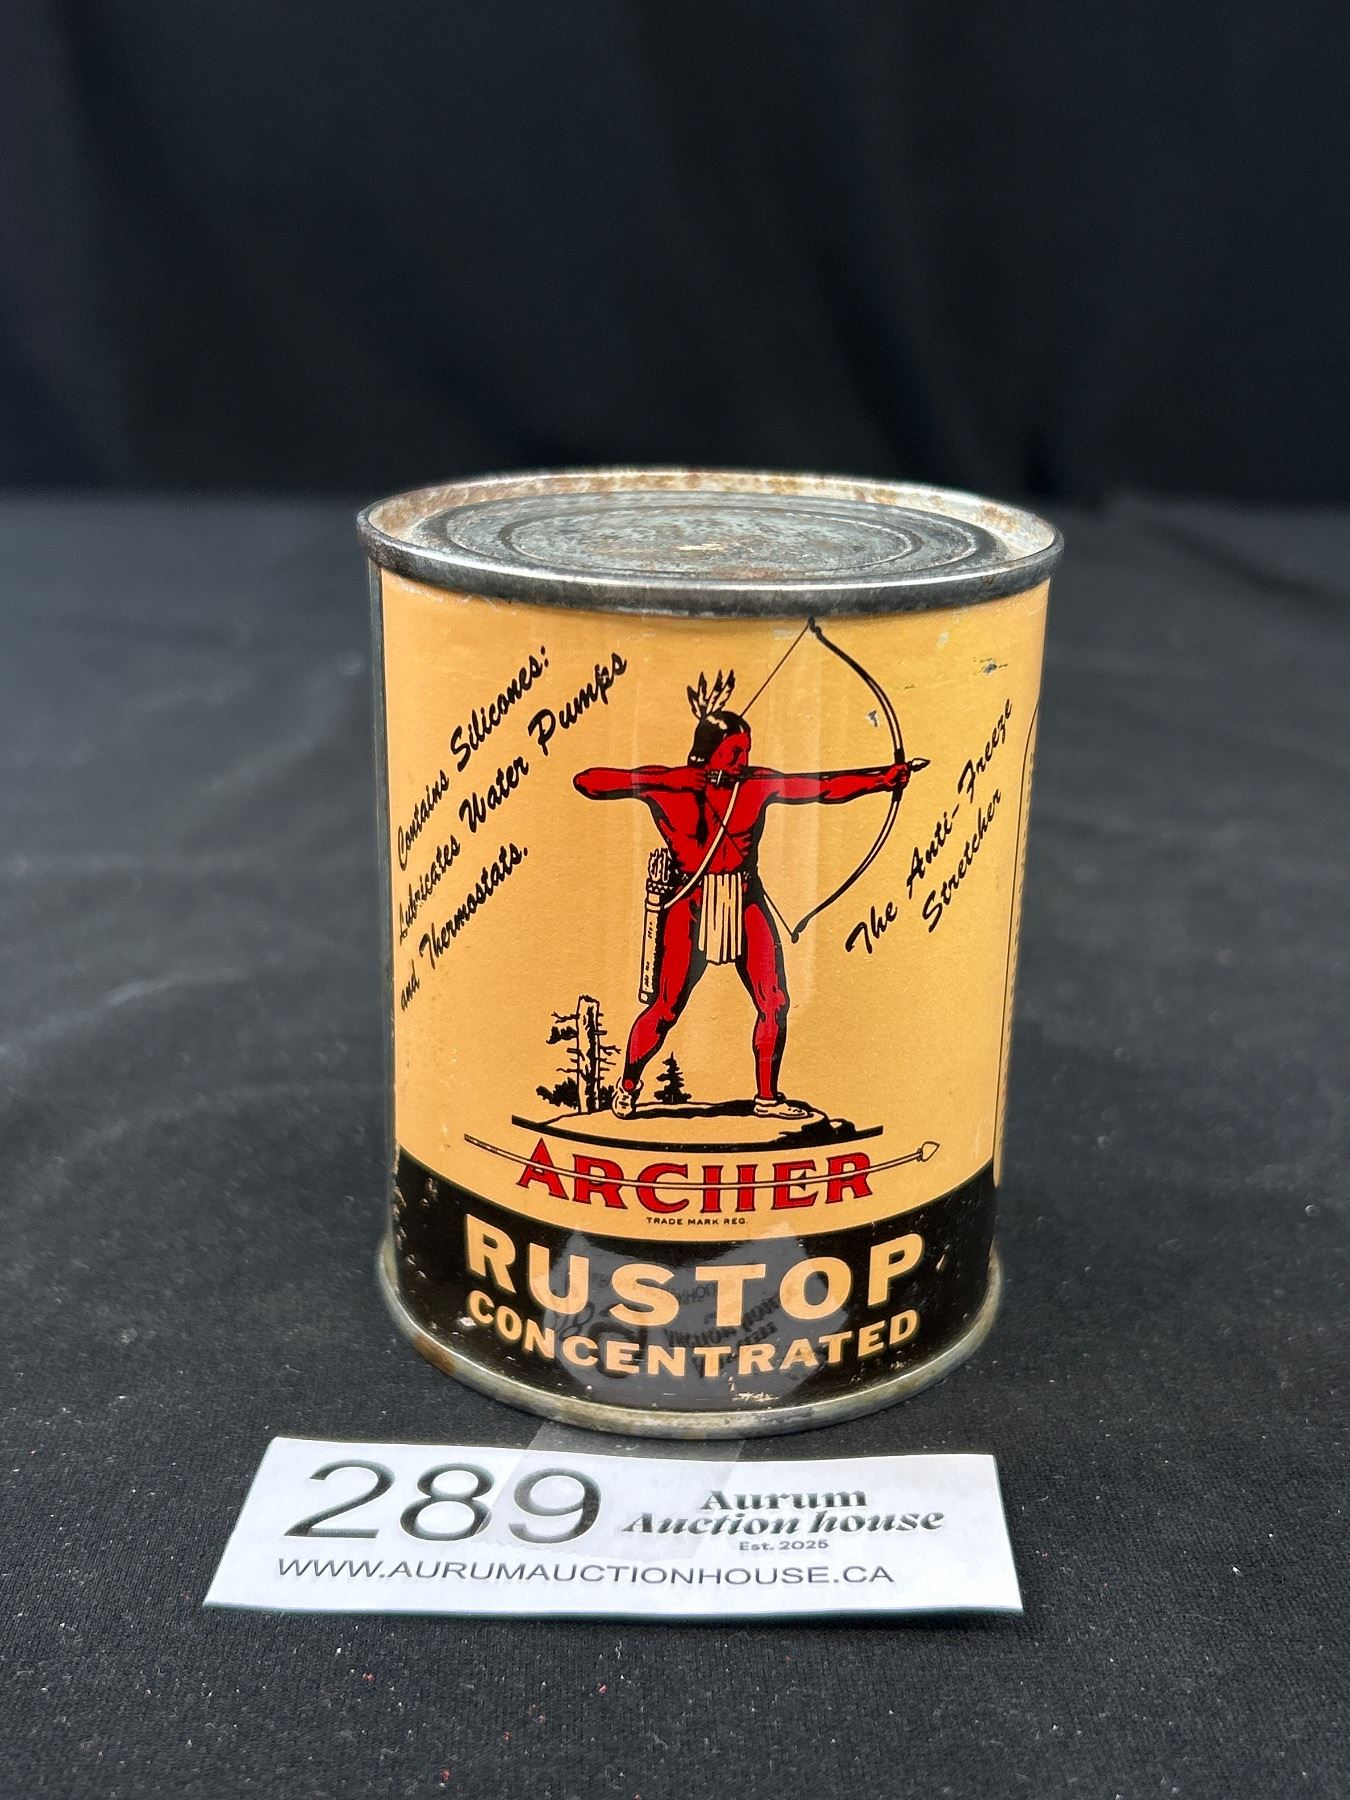 Contains Silicones:
Lubricates Water Pumps
and Thermostats.
The Anti-Freeze
Stretcher
ARCHER
TRADE MARK REG.
RUSTOP
CONCENTRATED
289
Aurum
Auction house
Est. 2025
WWW.AURUMAUCTIONHOUSE.CA